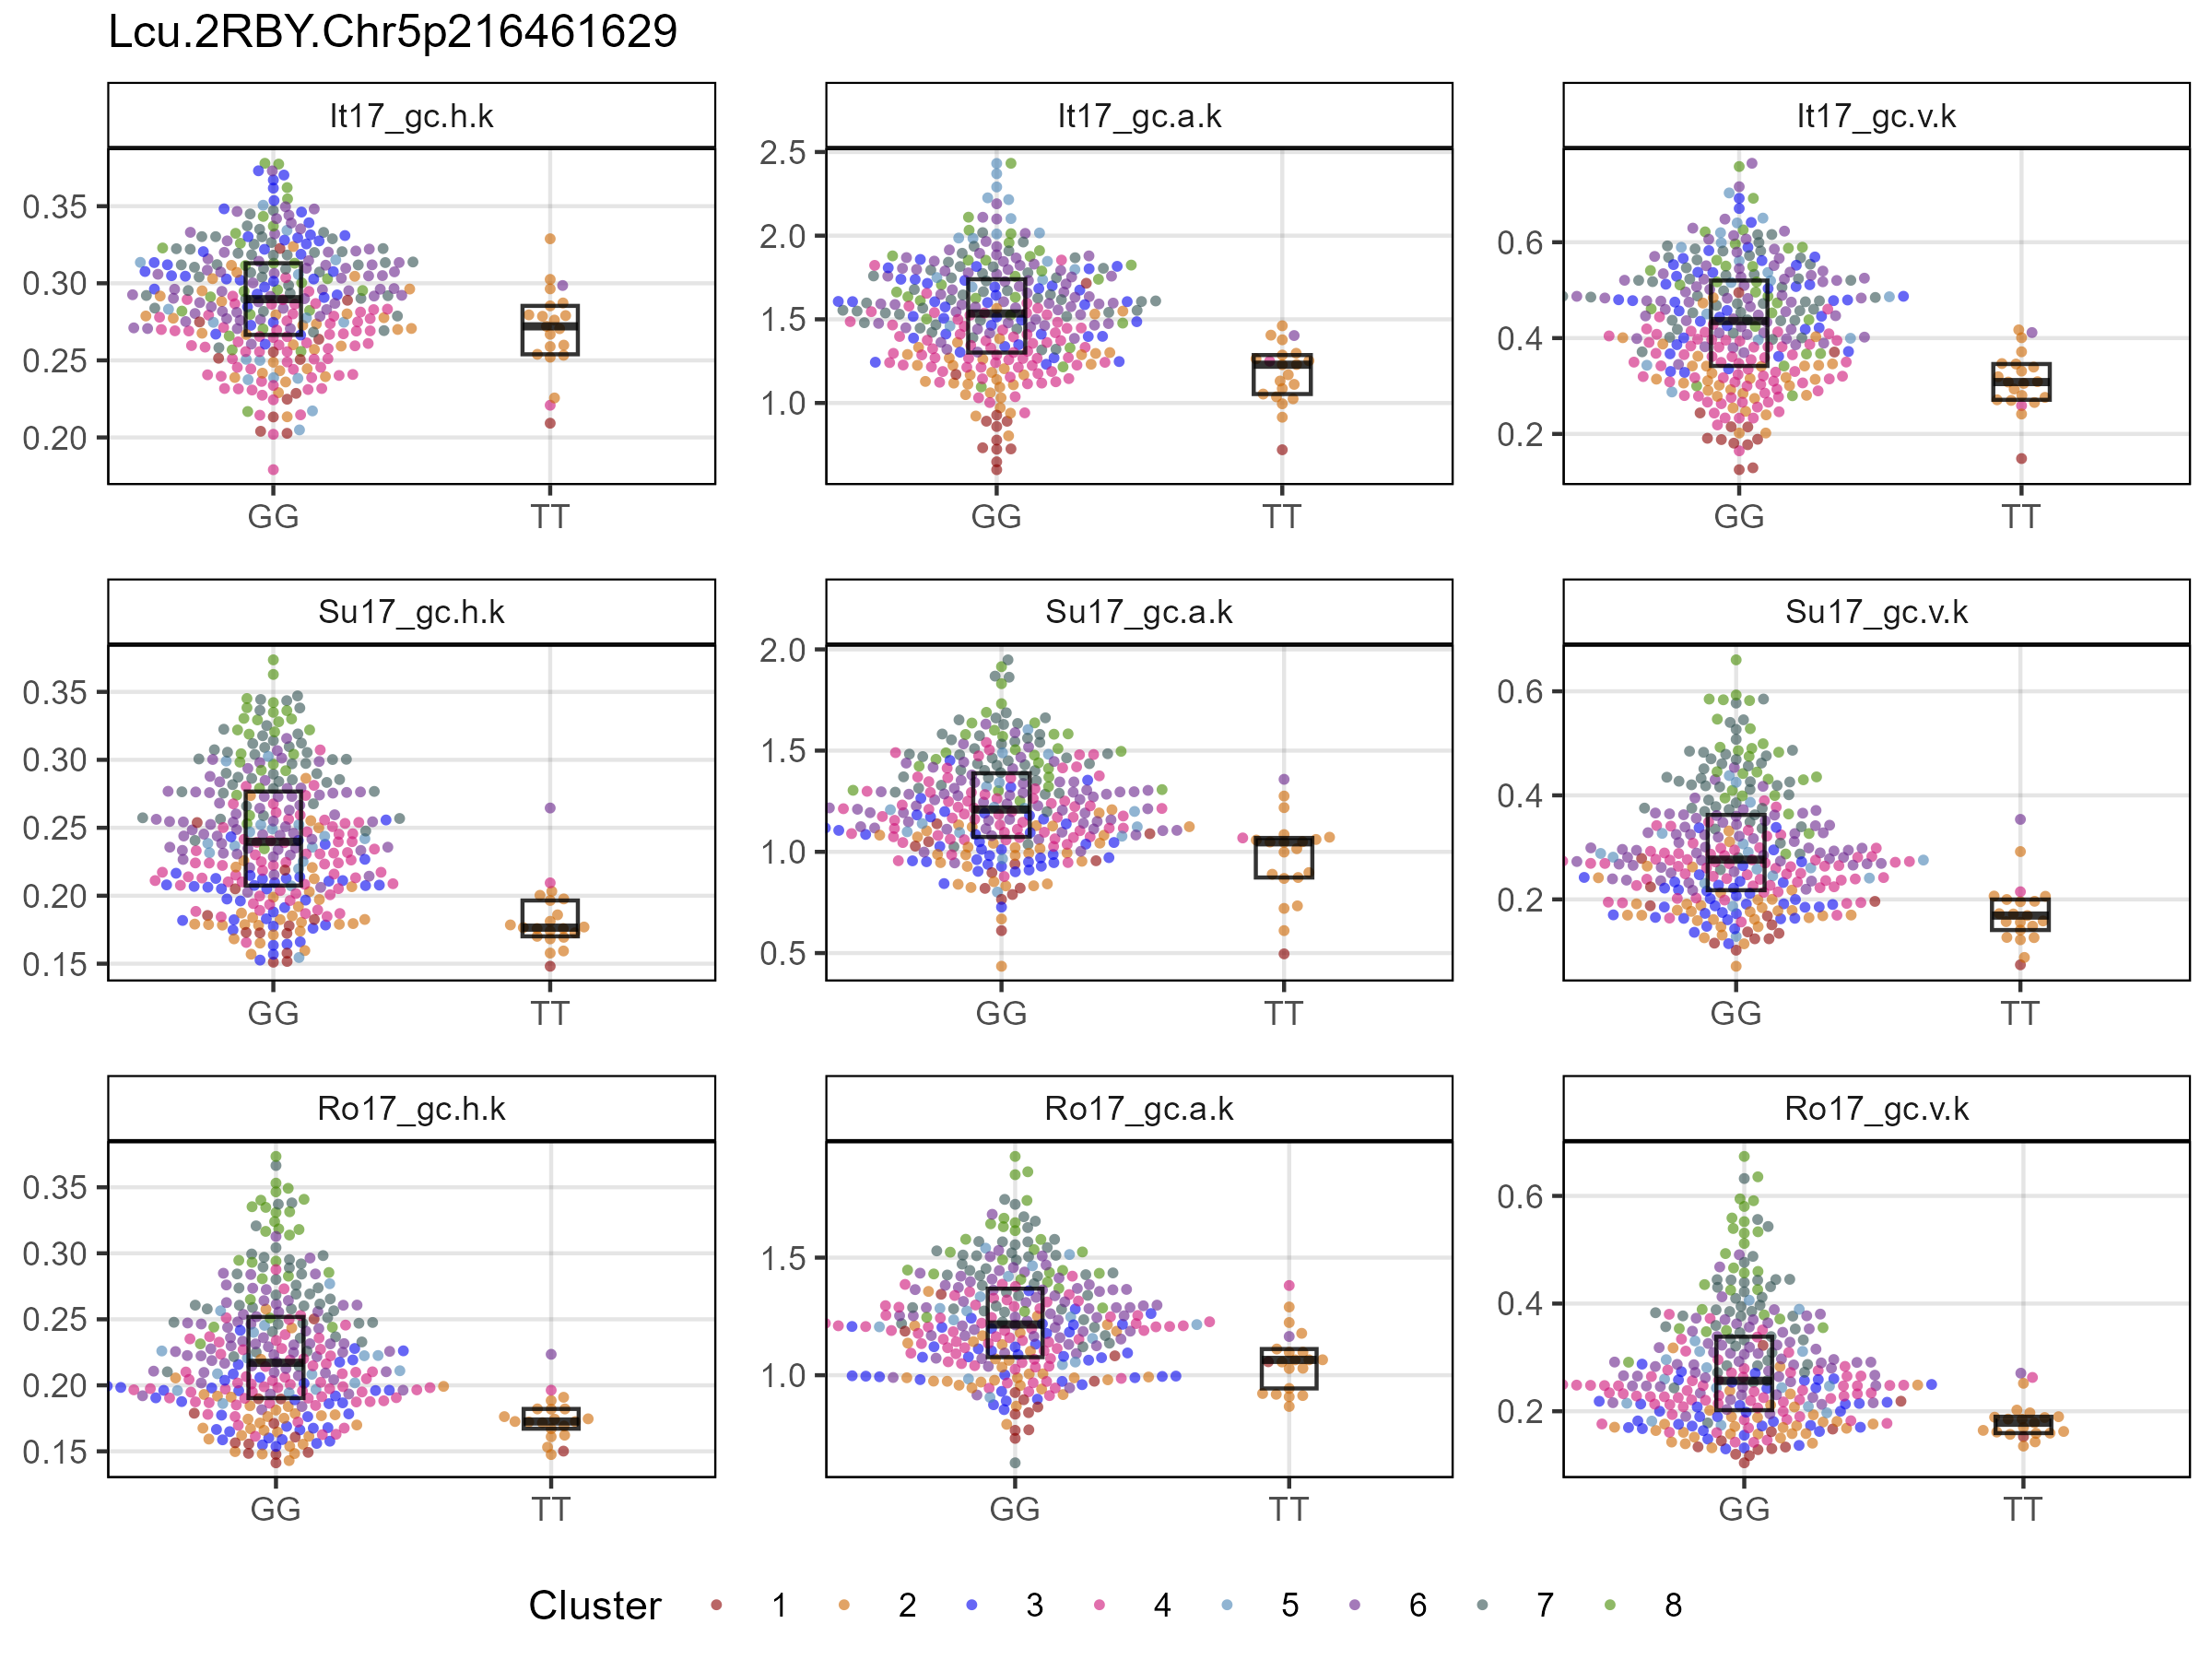 Lcu.2RBY.Chr5p216461629
It17_gc.h.k
It17_gc.a.k
It17_gc.v.k
0.35
0.30
0.25
0.20
GG
TT
2.5
2.0
1.5
1.0
GG
TT
0.6
0.4
0.2
GG
TT
Su17_gc.h.k
Su17_gc.a.k
Su17_gc.v.k
0.35
0.30
0.25
0.20
0.15
GG
TT
2.0
1.5
1.0
0.5
GG
TT
0.6
0.4
0.2
GG
TT
Ro17_gc.h.k
Ro17_gc.a.k
Ro17_gc.v.k
0.35
0.30
0.25
0.20
0.15
GG
TT
1.5
1.0
GG
TT
0.6
0.4
0.2
GG
TT
Cluster 1 2 3 4 5 6 7 8